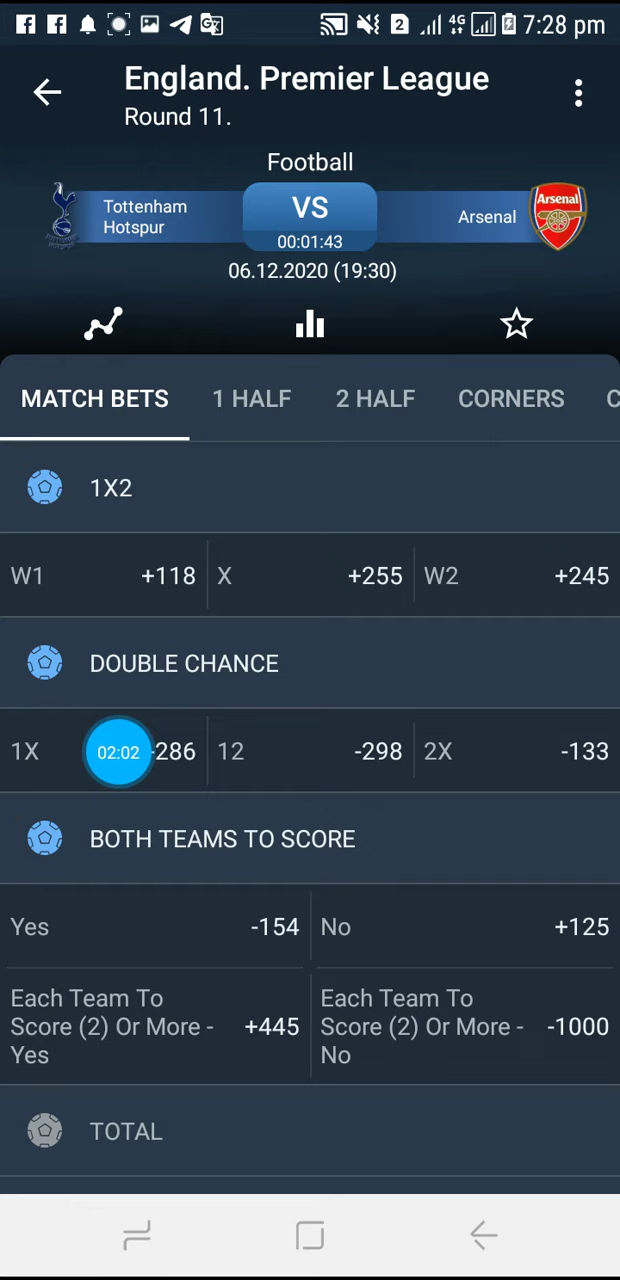 2 4G 7:28 pm
England. Premier League
Round 11.
Football
Tottenham
Hotspur
VS
Arsenal
Arsenal
00:01:43
06.12.2020 (19:30)
MATCH BETS 1 HALF 2 HALF CORNERS C
1X2
W1 +118 X +255 W2 +245
DOUBLE CHANCE
1X 02:02 -286 12 -298 2X -133
BOTH TEAMS TO SCORE
Yes -154 No +125
Each Team To
Score (2) Or More -
Yes
+445
Each Team To
Score (2) Or More -
No
-1000
TOTAL